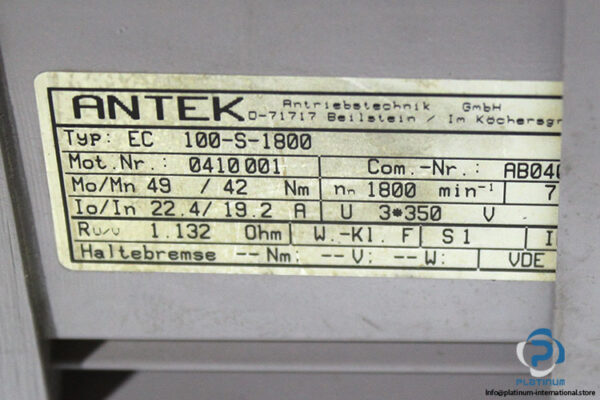 ANTEK Antriebstechnik GmbH
D-71717 Beilstein / Im Köchersgr
Typ: EC 100-S-1800
Mot.Nr.: 0410001 Com.-Nr.: AB040
Mo/Mn 49 / 42 Nm nn 1800 min-1 7
Io/In 22.4/ 19.2 A U 3*350 V
Ru/v 1.132 Ohm W.-Kl. F S1 I
Haltebremse --Nm: --V: --W: VDE
PLATINUM
Info@platinum-international.store